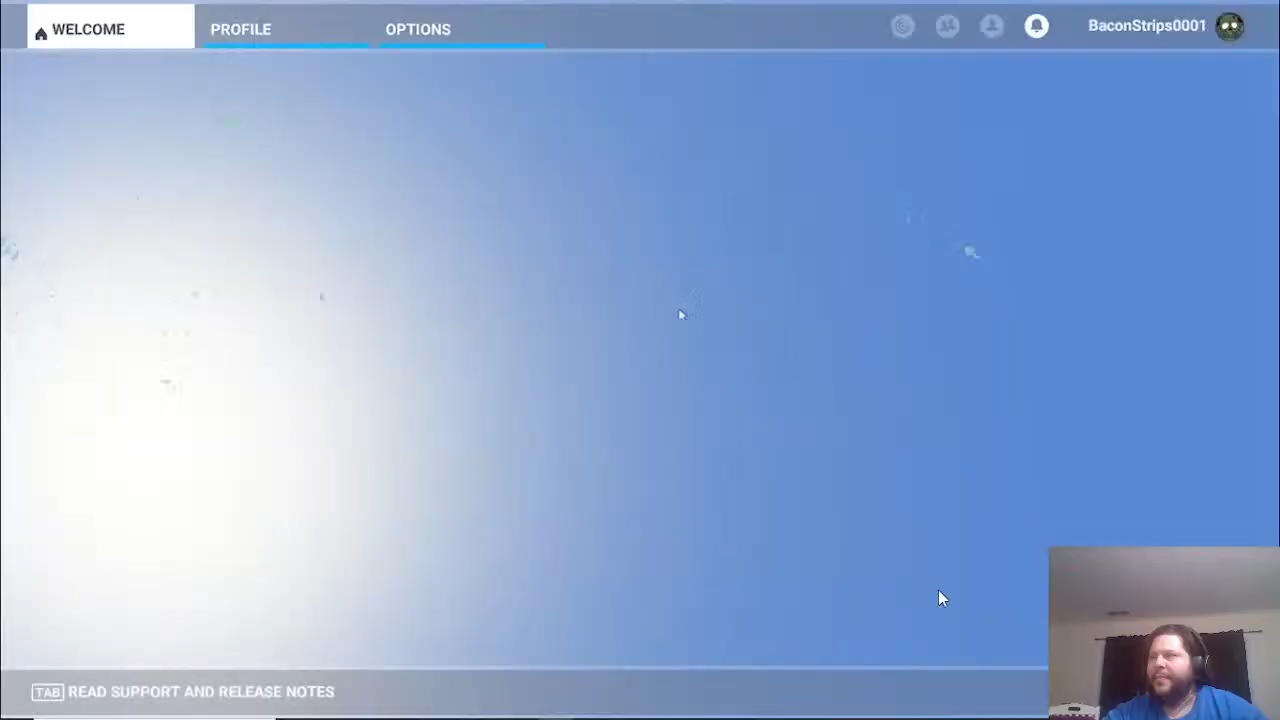 WELCOME
PROFILE
OPTIONS
BaconStrips0001
TAB READ SUPPORT AND RELEASE NOTES